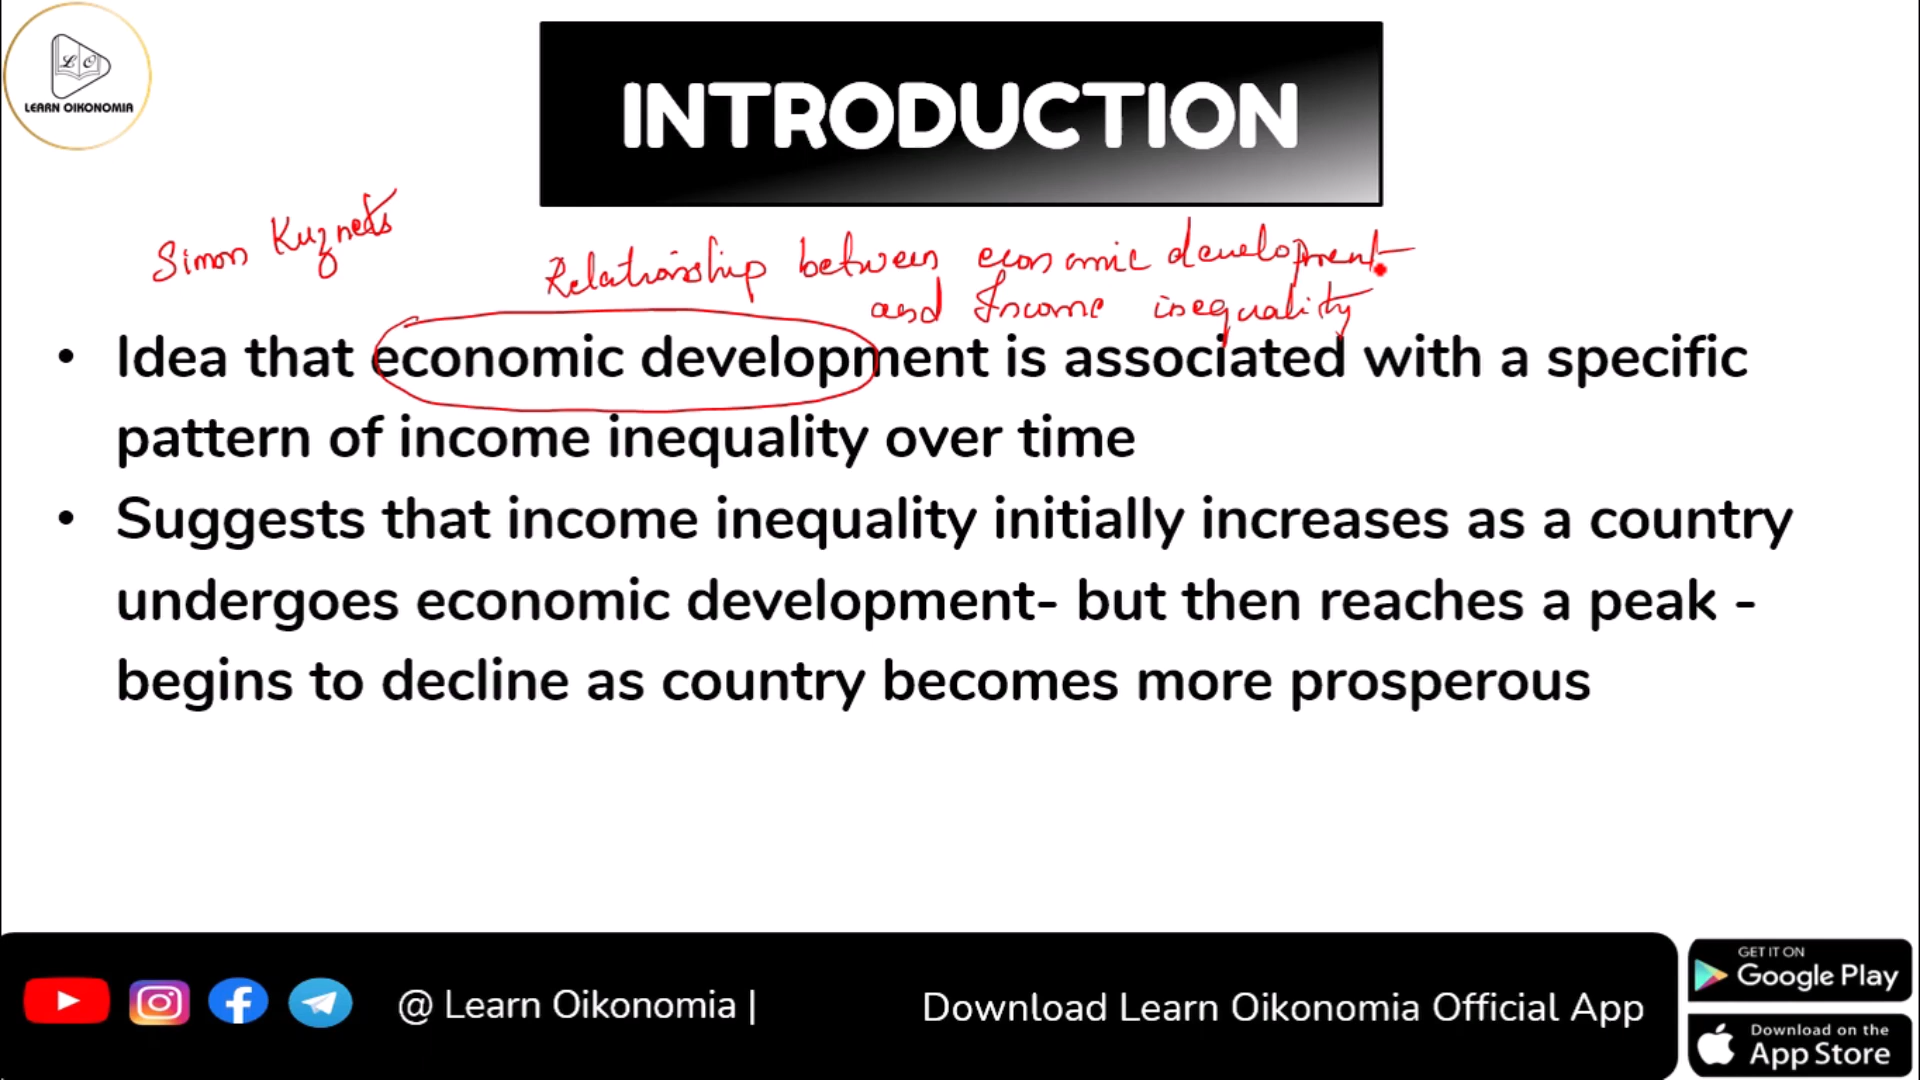 LO
LEARN OIKONOMIA
INTRODUCTION
Simon Kuznets
Relationship between economic development
and Income inequality
• Idea that economic development is associated with a specific
pattern of income inequality over time
• Suggests that income inequality initially increases as a country
undergoes economic development- but then reaches a peak -
begins to decline as country becomes more prosperous
@ Learn Oikonomia |
Download Learn Oikonomia Official App
GET IT ON
Google Play
Download on the
App Store